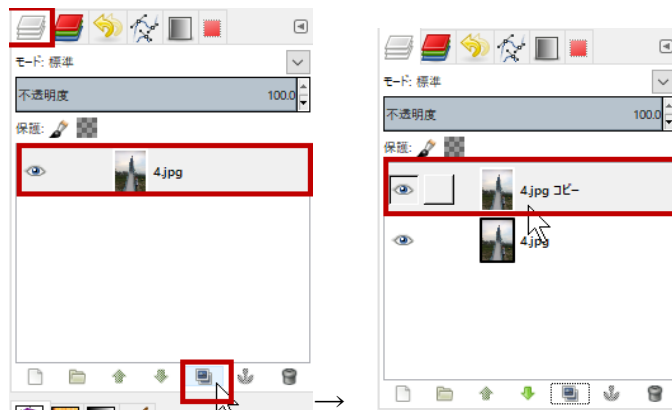 モード: 標準
不透明度 100.0
保護:
4.jpg
→
モード: 標準
不透明度 100.0
保護:
4.jpg コピー
4.jpg